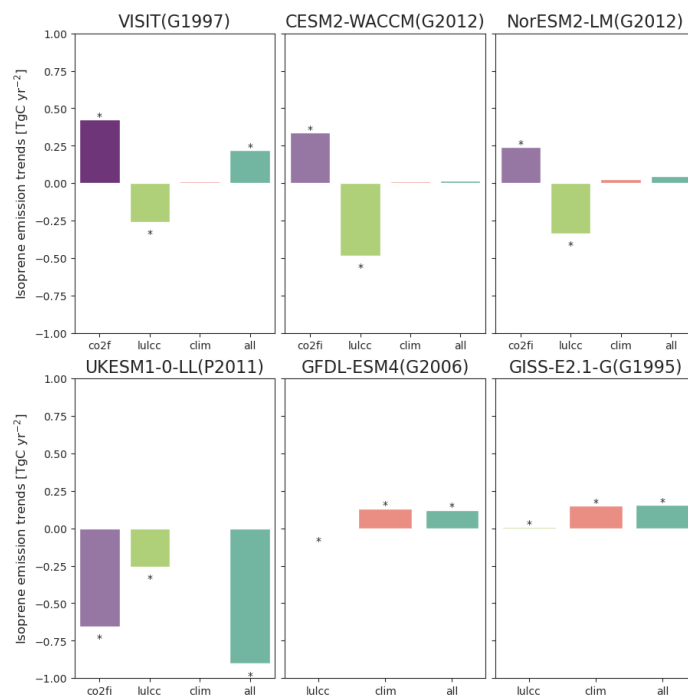 VISIT(G1997) CESM2-WACCM(G2012) NorESM2-LM(G2012)
Isoprene emission trends [TgC yr⁻²]
1.00
0.75
0.50
0.25
0.00
−0.25
−0.50
−0.75
−1.00
* * *
* * *
*
co2f lulcc clim all co2fi lulcc clim all co2fi lulcc clim all
UKESM1-0-LL(P2011) GFDL-ESM4(G2006) GISS-E2.1-G(G1995)
Isoprene emission trends [TgC yr⁻²]
1.00
0.75
0.50
0.25
0.00
−0.25
−0.50
−0.75
−1.00
* * * *
* * *
* *
*
co2fi lulcc clim all lulcc clim all lulcc clim all